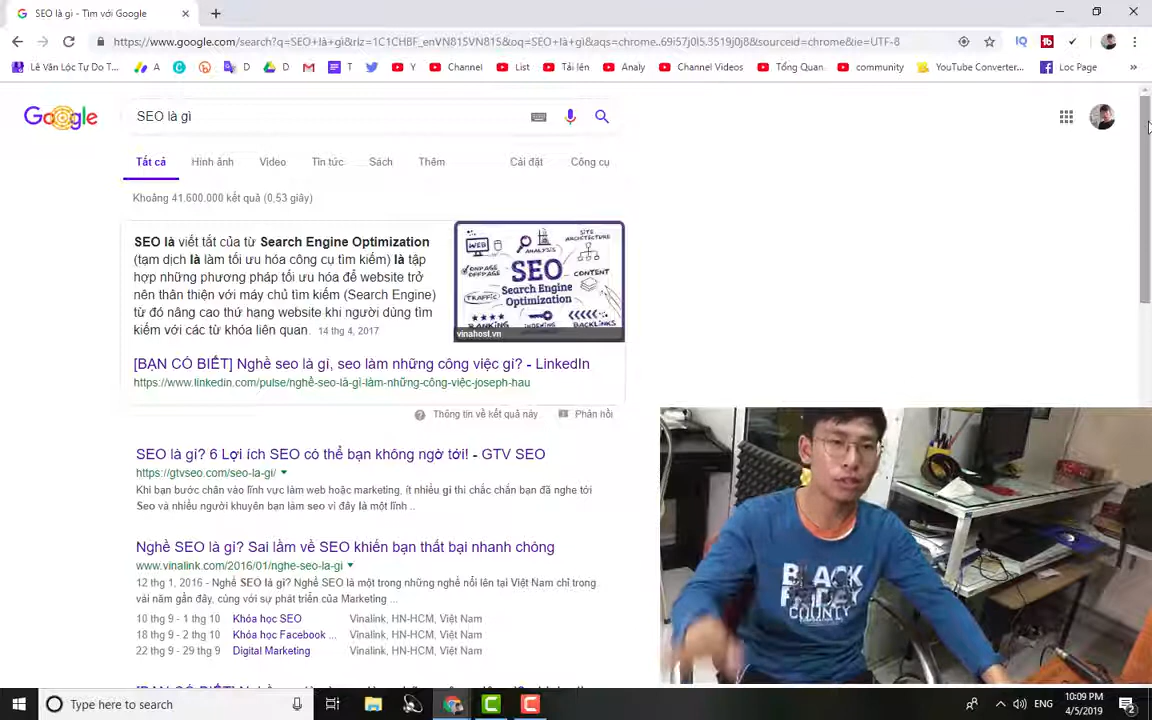 SEO là gì - Tìm với Google
https://www.google.com/search?q=SEO+là+gì&rlz=1C1CHBF_enVN815VN815&oq=SEO+là+gì&aqs=chrome..69i57j0l5.3519j0j8&sourceid=chrome&ie=UTF-8
Lê Văn Lộc Tự Do T... A D D T Y Channel List Tải lên Analy Channel Videos Tổng Quan community YouTube Converter... Loc Page
Google
SEO là gì
Tất cả Hình ảnh Video Tin tức Sách Thêm Cài đặt Công cụ
Khoảng 41.600.000 kết quả (0,53 giây)
SEO là viết tắt của từ Search Engine Optimization
(tạm dịch là làm tối ưu hóa công cụ tìm kiếm) là tập
hợp những phương pháp tối ưu hóa để website trở
nên thân thiện với máy chủ tìm kiếm (Search Engine)
từ đó nâng cao thứ hạng website khi người dùng tìm
kiếm với các từ khóa liên quan. 14 thg 4, 2017
WEB
ANALYSIS
SITE
ARCHITECTURE
ONPAGE
OFFPAGE
SEO
CONTENT
Search Engine
Optimization
TRAFFIC
RANKING
INDEXING
BACKLINKS
vinahost.vn
[BẠN CÓ BIẾT] Nghề seo là gì, seo làm những công việc gì? - LinkedIn
https://www.linkedin.com/pulse/nghề-seo-là-gì-làm-những-công-việc-joseph-hau
Thông tin về kết quả này Phản hồi
SEO là gì? 6 Lợi ích SEO có thể bạn không ngờ tới! - GTV SEO
https://gtvseo.com/seo-la-gi/
Khi bạn bước chân vào lĩnh vực làm web hoặc marketing, ít nhiều gì thì chắc chắn bạn đã nghe tới
Seo và nhiều người khuyên bạn làm seo vì đây là một lĩnh ...
Nghề SEO là gì? Sai lầm về SEO khiến bạn thất bại nhanh chóng
www.vinalink.com/2016/01/nghe-seo-la-gi
12 thg 1, 2016 - Nghề SEO là gì? Nghề SEO là một trong những nghề nổi lên tại Việt Nam chỉ trong
vài năm gần đây, cùng với sự phát triển của Marketing ...
10 thg 9 - 1 thg 10 Khóa học SEO Vinalink, HN-HCM, Việt Nam
18 thg 9 - 2 thg 10 Khóa học Facebook ... Vinalink, HN-HCM, Việt Nam
22 thg 9 - 29 thg 9 Digital Marketing Vinalink, HN-HCM, Việt Nam
BLACK
FRIDAY
COUNTY
Type here to search
ENG
10:09 PM
4/5/2019
2